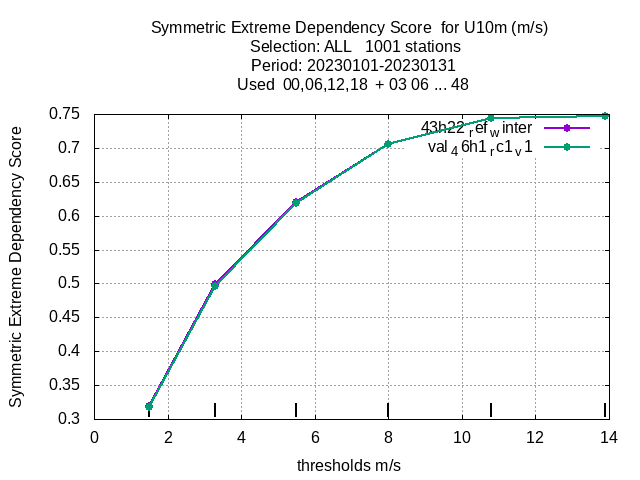 Symmetric Extreme Dependency Score for U10m (m/s)
Selection: ALL 1001 stations
Period: 20230101-20230131
Used 00,06,12,18 + 03 06 ... 48
Symmetric Extreme Dependency Score
0.75
0.7
0.65
0.6
0.55
0.5
0.45
0.4
0.35
0.3
43h22refwinter
val46h1rc1v1
0 2 4 6 8 10 12 14
thresholds m/s